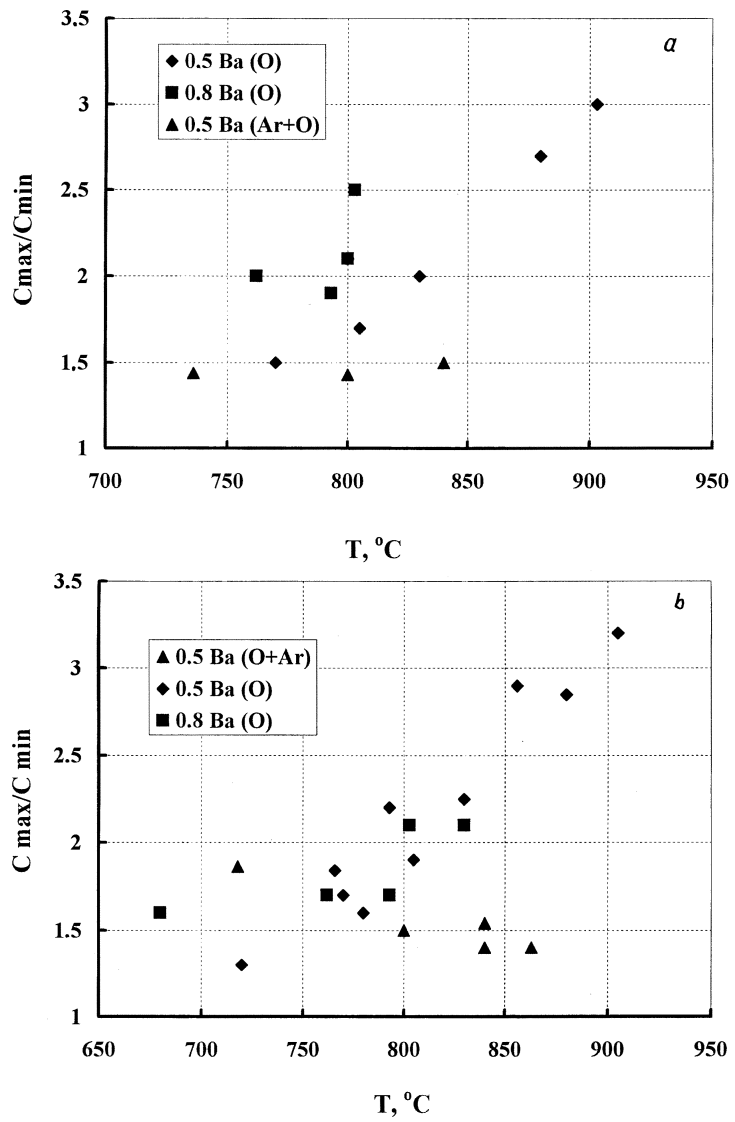 3.5
a
0.5 Ba (O)
0.8 Ba (O)
0.5 Ba (Ar+O)
3
2.5
2
1.5
1
Cmax/Cmin
700 750 800 850 900 950
T, °C
3.5
b
0.5 Ba (O+Ar)
0.5 Ba (O)
0.8 Ba (O)
3
2.5
2
1.5
1
C max/C min
650 700 750 800 850 900 950
T, °C